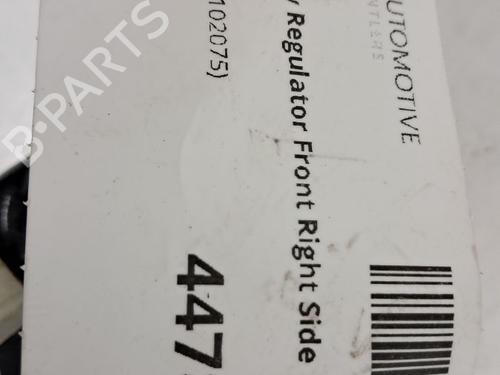 AUTOMOTIVE
Regulator Front Right Side
102075)
447
B-PARTS